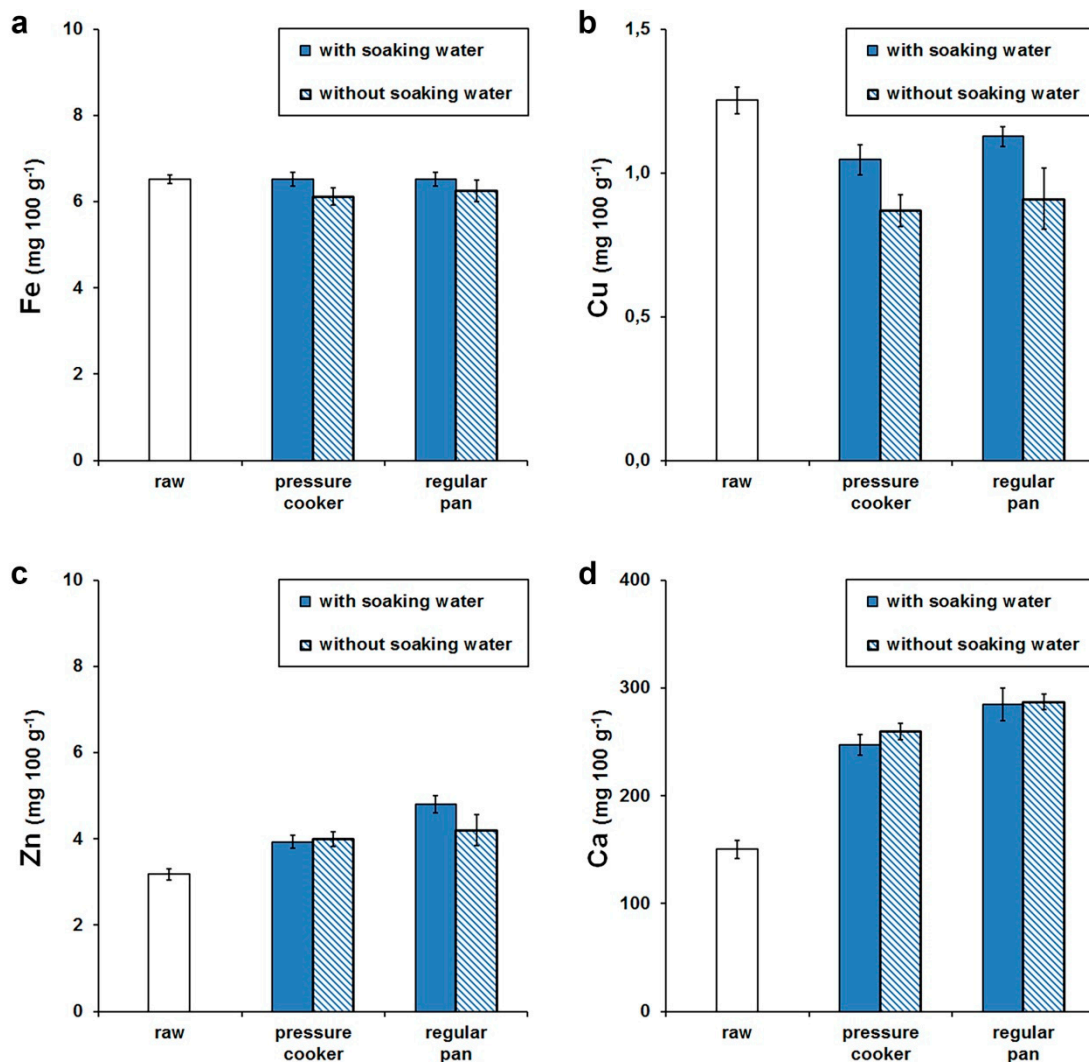 a
10
8
6
4
2
0
Fe (mg 100 g-1)
with soaking water
without soaking water
raw
pressure
cooker
regular
pan
b
1,5
1,0
0,5
0,0
Cu (mg 100 g-1)
with soaking water
without soaking water
raw
pressure
cooker
regular
pan
c
10
8
6
4
2
0
Zn (mg 100 g-1)
with soaking water
without soaking water
raw
pressure
cooker
regular
pan
d
400
300
200
100
0
Ca (mg 100 g-1)
with soaking water
without soaking water
raw
pressure
cooker
regular
pan